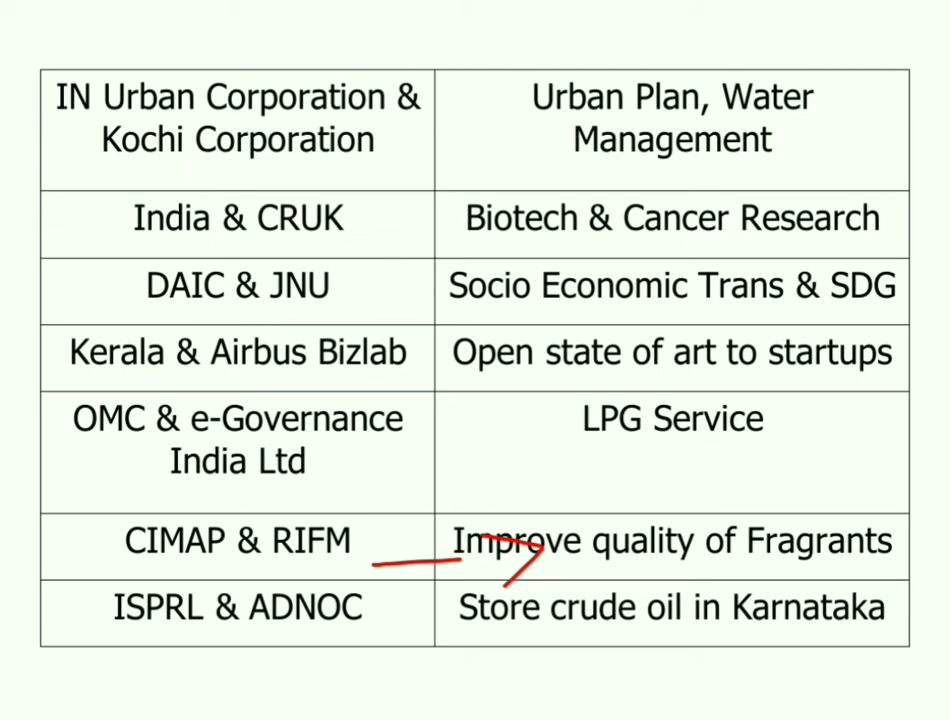 IN Urban Corporation &
Kochi Corporation
Urban Plan, Water
Management
India & CRUK
Biotech & Cancer Research
DAIC & JNU
Socio Economic Trans & SDG
Kerala & Airbus Bizlab
Open state of art to startups
OMC & e-Governance
India Ltd
LPG Service
CIMAP & RIFM
Improve quality of Fragrants
ISPRL & ADNOC
Store crude oil in Karnataka